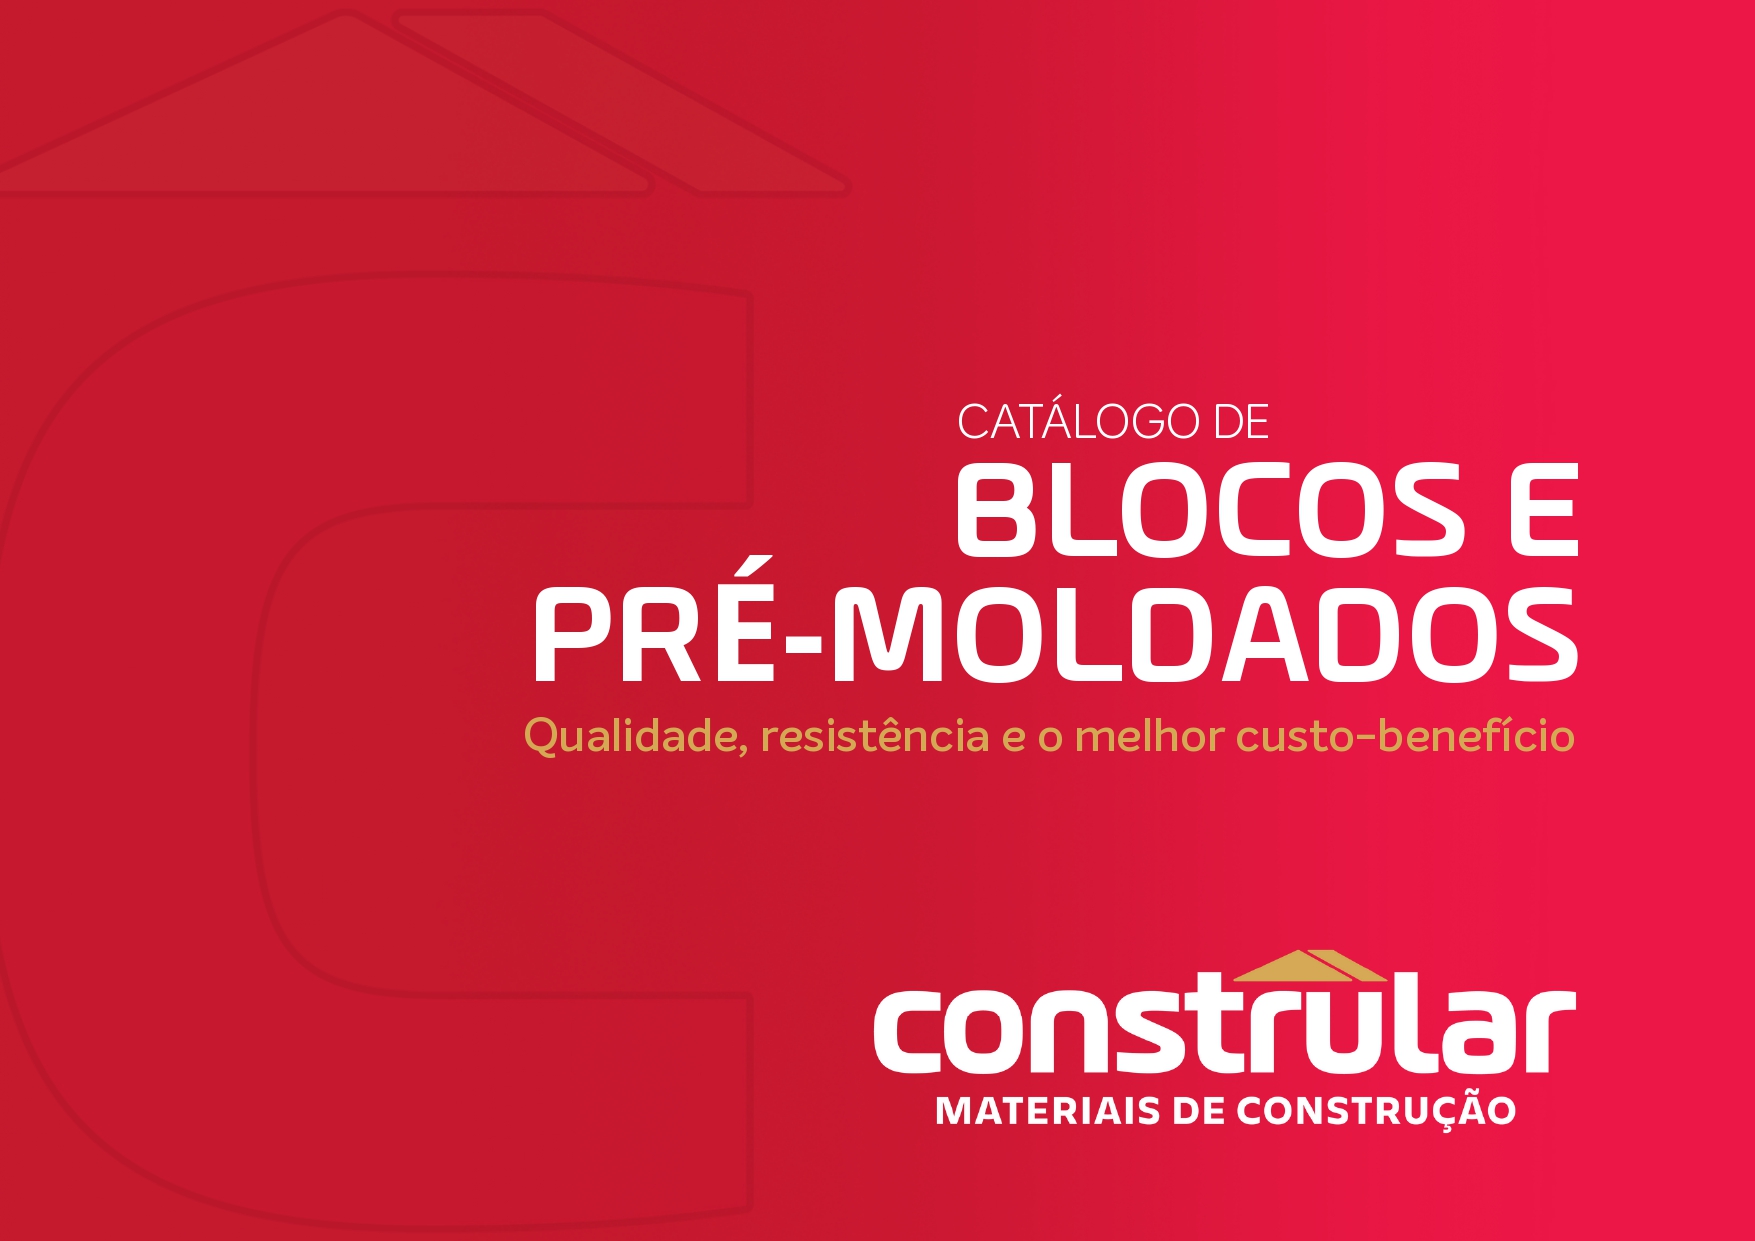 CATÁLOGO DE
BLOCOS E
PRÉ-MOLDADOS
Qualidade, resistência e o melhor custo-benefício
constrular
MATERIAIS DE CONSTRUÇÃO